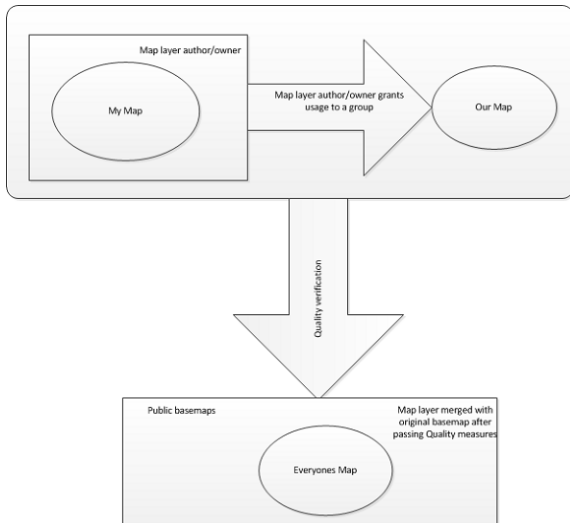 Map layer author/owner
My Map
Map layer author/owner grants
usage to a group
Our Map
Quality verification
Public basemaps
Map layer merged with
original basemap after
passing Quality measures
Everyones Map